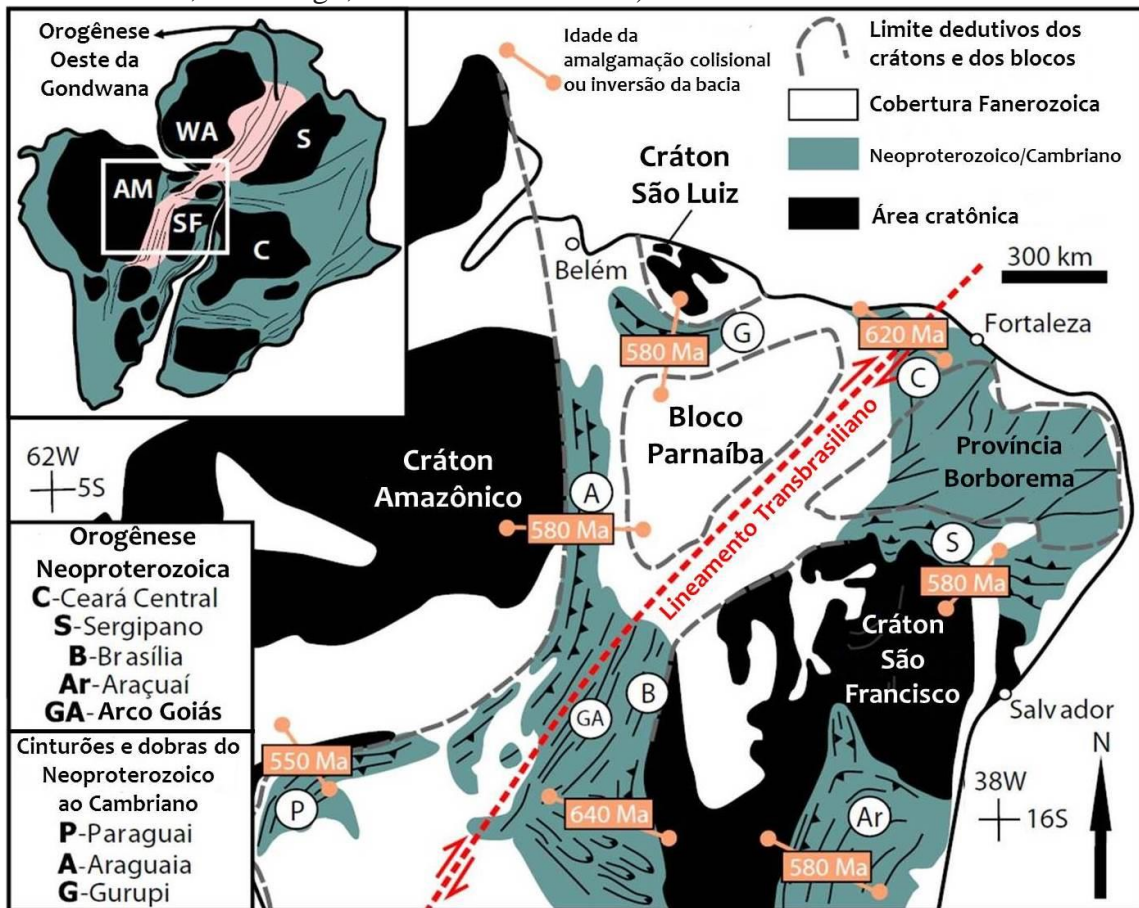 Orogênese
Oeste da
Gondwana
WA
S
AM
SF
C
Idade da
amalgamação colisional
ou inversão da bacia
Limite dedutivos dos
crátons e dos blocos
Cobertura Fanerozoica
Neoproterozoico/Cambriano
Área cratônica
300 km
Cráton
São Luiz
Belém
Fortaleza
580 Ma
G
620 Ma
C
Bloco
Parnaíba
Lineamento Transbrasiliano
Província
Borborema
62W
5S
Cráton
Amazônico
A
580 Ma
S
580 Ma
Cráton
São
Francisco
Salvador
N
38W
16S
B
GA
550 Ma
P
640 Ma
Ar
580 Ma
Orogênese
Neoproterozoica
C-Ceará Central
S-Sergipano
B-Brasília
Ar-Araçuaí
GA-Arco Goiás
Cinturões e dobras do
Neoproterozoico
ao Cambriano
P-Paraguai
A-Araguaia
G-Gurupi